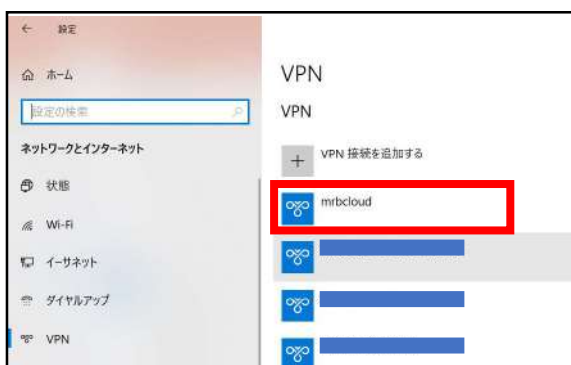 ← 設定
ホーム
設定の検索
ネットワークとインターネット
状態
Wi-Fi
イーサネット
ダイヤルアップ
VPN
VPN
VPN
+ VPN 接続を追加する
mrbcloud